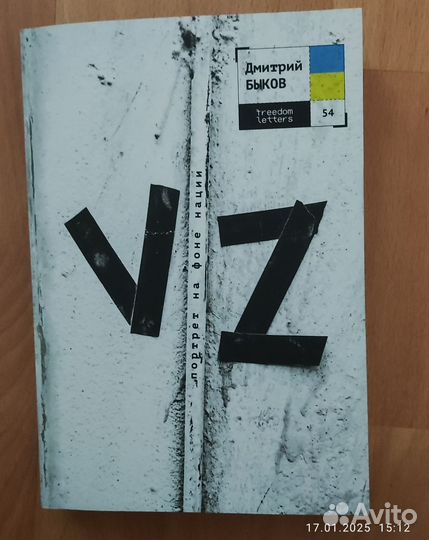 Дмитрий
БЫКОВ
freedom
letters
54
VZ
портрет на фоне нации
Avito
17.01.2025 15:12